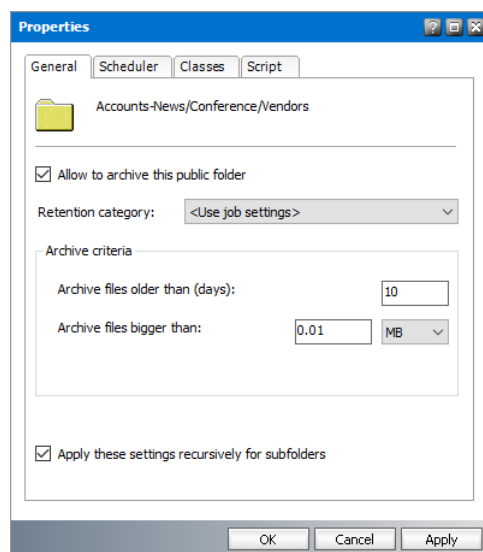 Properties
General Scheduler Classes Script
Accounts-News/Conference/Vendors
Allow to archive this public folder
Retention category: <Use job settings>
Archive criteria
Archive files older than (days): 10
Archive files bigger than: 0.01 MB
Apply these settings recursively for subfolders
OK Cancel Apply